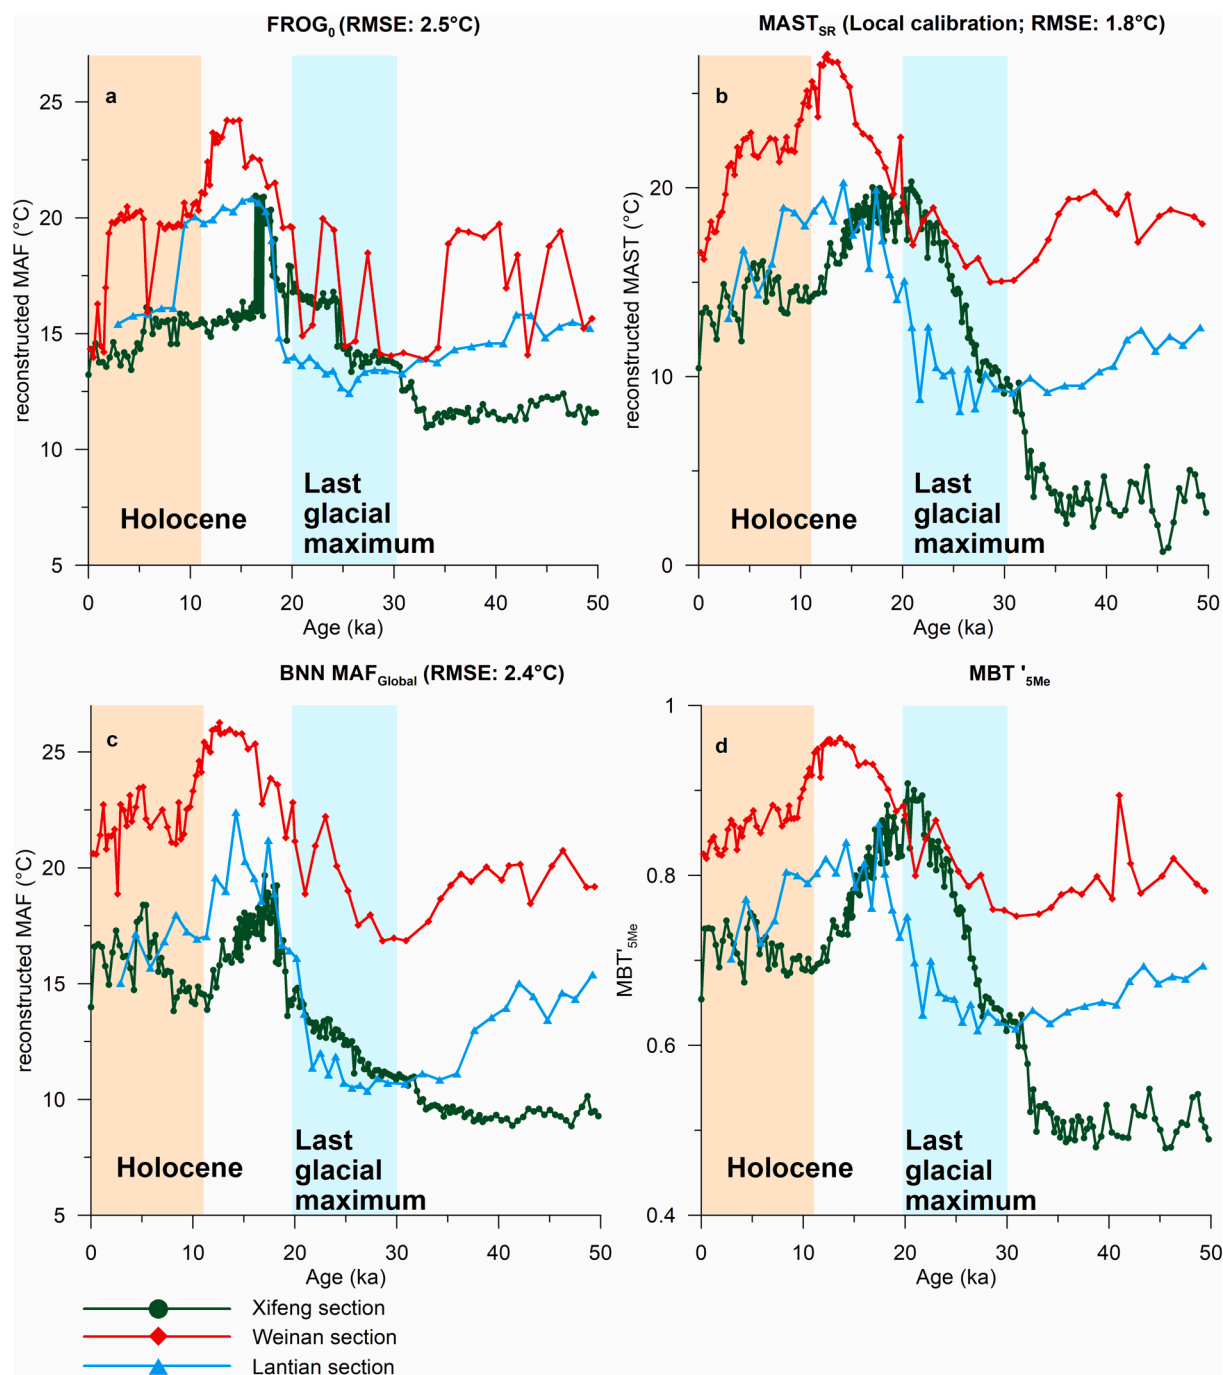 FROG0 (RMSE: 2.5°C)
a
reconstructed MAF (°C)
25
20
15
10
5
Holocene
Last
glacial
maximum
0 10 20 30 40 50
Age (ka)
MASTSR (Local calibration; RMSE: 1.8°C)
b
reconstructed MAST (°C)
20
10
0
Holocene
Last
glacial
maximum
0 10 20 30 40 50
Age (ka)
BNN MAFGlobal (RMSE: 2.4°C)
c
reconstructed MAF (°C)
25
20
15
10
5
Holocene
Last
glacial
maximum
0 10 20 30 40 50
Age (ka)
MBT '5Me
d
MBT'5Me
1
0.8
0.6
0.4
Holocene
Last
glacial
maximum
0 10 20 30 40 50
Age (ka)
Xifeng section
Weinan section
Lantian section